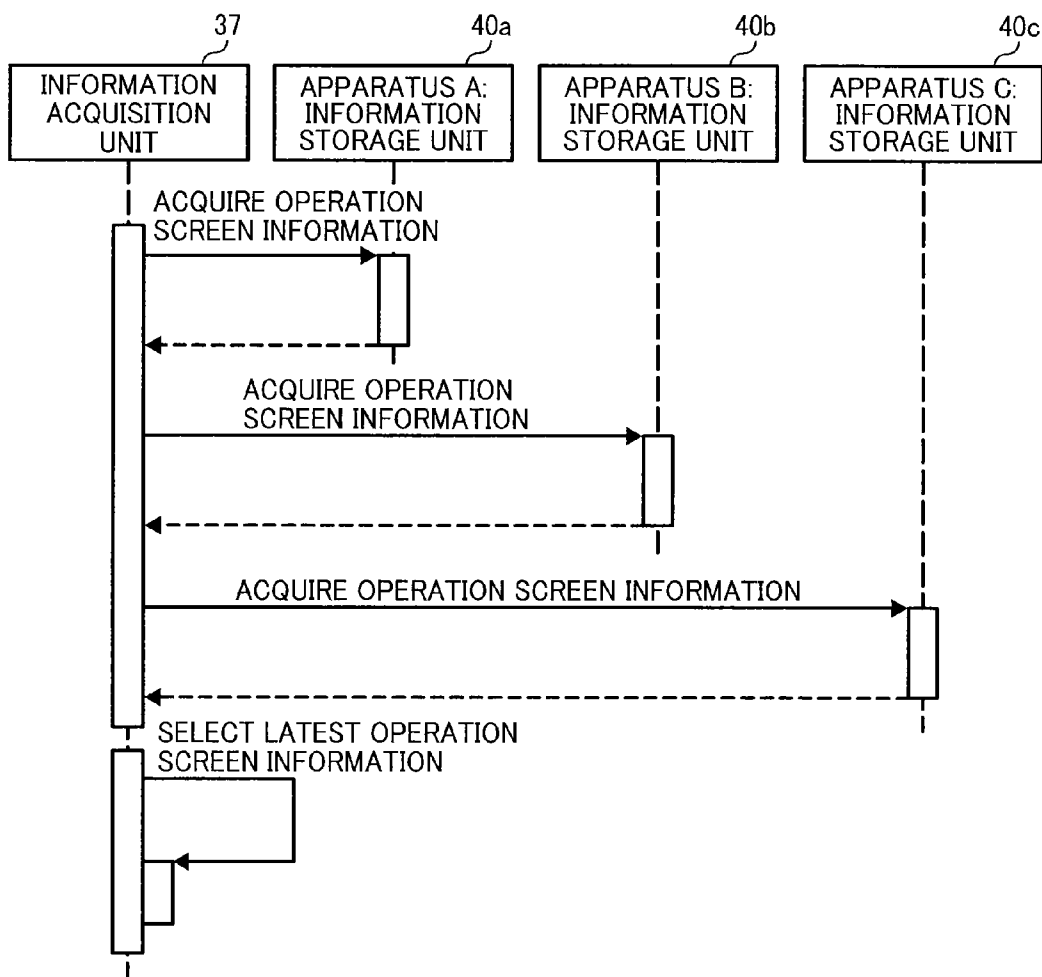 37
40a
40b
40c
INFORMATION
ACQUISITION
UNIT
APPARATUS A:
INFORMATION
STORAGE UNIT
APPARATUS B:
INFORMATION
STORAGE UNIT
APPARATUS C:
INFORMATION
STORAGE UNIT
ACQUIRE OPERATION
SCREEN INFORMATION
ACQUIRE OPERATION
SCREEN INFORMATION
ACQUIRE OPERATION SCREEN INFORMATION
SELECT LATEST OPERATION
SCREEN INFORMATION